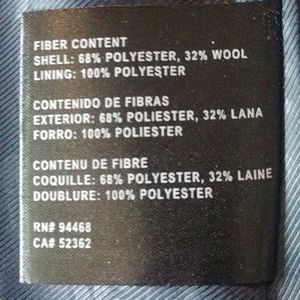 FIBER CONTENT
SHELL: 68% POLYESTER, 32% WOOL
LINING: 100% POLYESTER
CONTENIDO DE FIBRAS
EXTERIOR: 68% POLIESTER, 32% LANA
FORRO: 100% POLIESTER
CONTENU DE FIBRE
COQUILLE: 68% POLYESTER, 32% LAINE
DOUBLURE: 100% POLYESTER
RN# 94468
CA# 52362